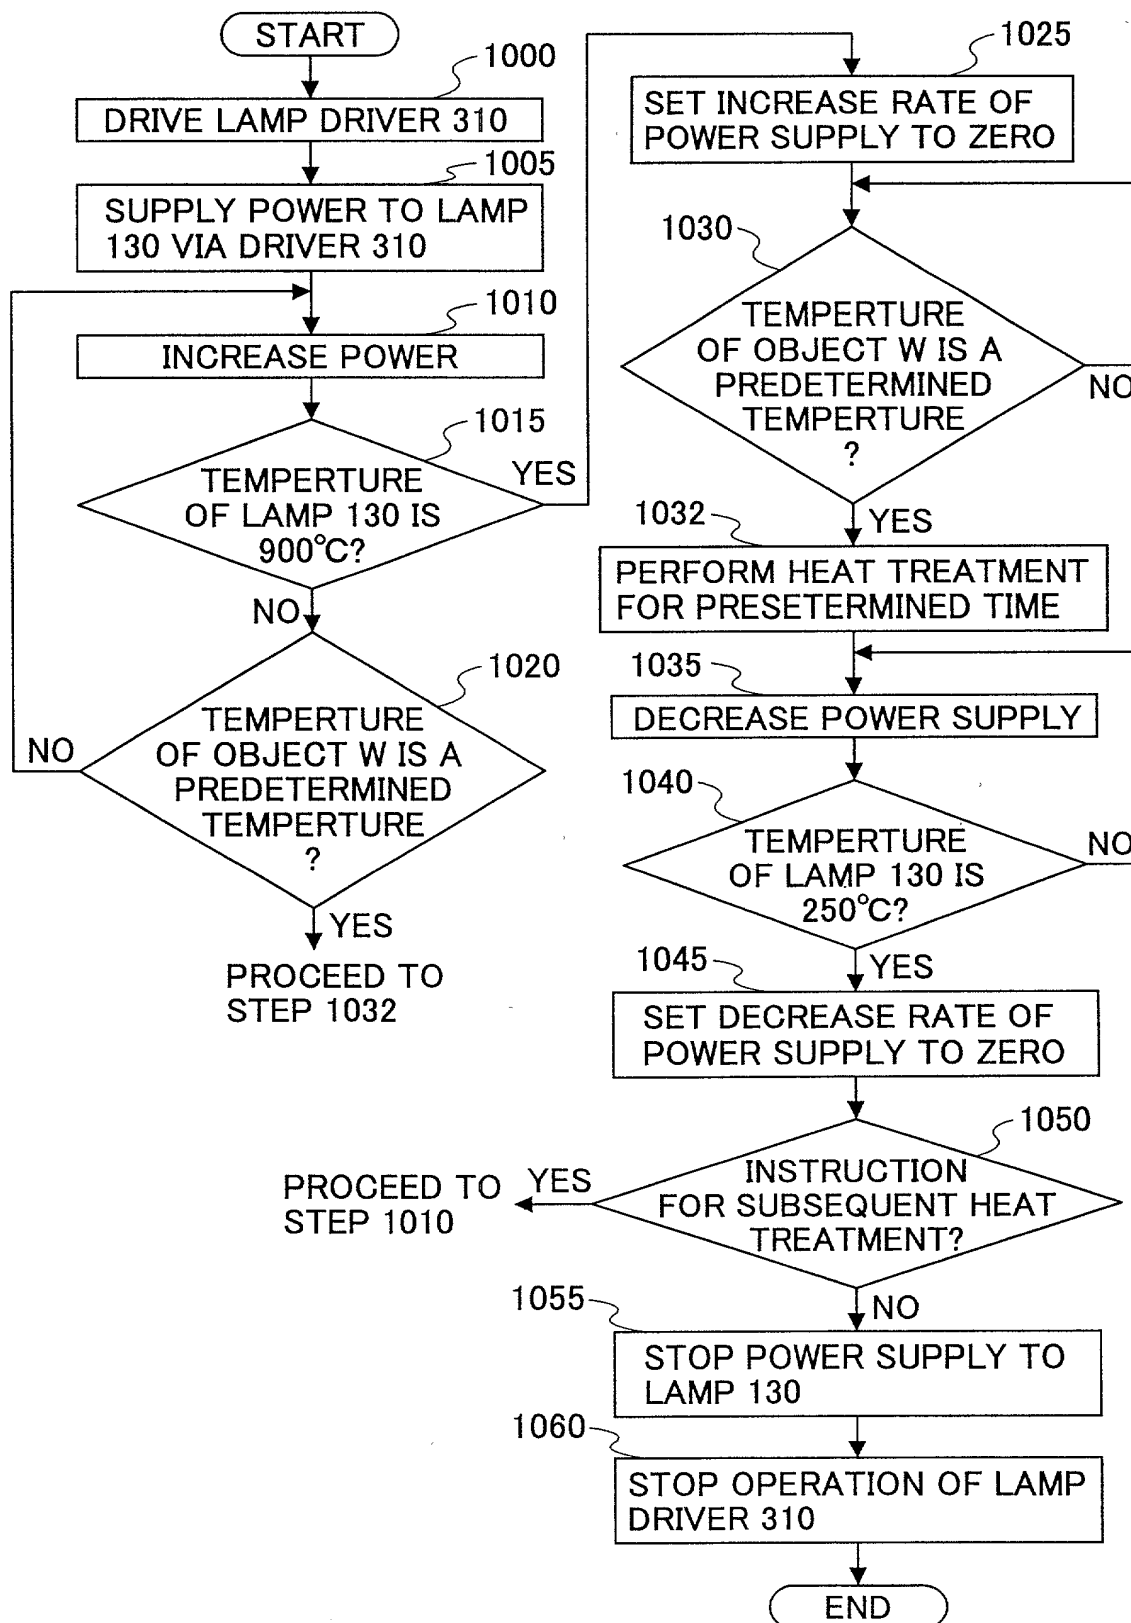 START
1000
DRIVE LAMP DRIVER 310
1005
SUPPLY POWER TO LAMP
130 VIA DRIVER 310
1010
INCREASE POWER
1015
TEMPERTURE
OF LAMP 130 IS
900°C?
YES
NO
1020
TEMPERTURE
OF OBJECT W IS A
PREDETERMINED
TEMPERTURE
?
NO
YES
PROCEED TO
STEP 1032
1025
SET INCREASE RATE OF
POWER SUPPLY TO ZERO
1030
TEMPERTURE
OF OBJECT W IS A
PREDETERMINED
TEMPERTURE
?
NO
YES
1032
PERFORM HEAT TREATMENT
FOR PRESETERMINED TIME
1035
DECREASE POWER SUPPLY
1040
TEMPERTURE
OF LAMP 130 IS
250°C?
NO
YES
1045
SET DECREASE RATE OF
POWER SUPPLY TO ZERO
1050
INSTRUCTION
FOR SUBSEQUENT HEAT
TREATMENT?
YES
PROCEED TO
STEP 1010
NO
1055
STOP POWER SUPPLY TO
LAMP 130
1060
STOP OPERATION OF LAMP
DRIVER 310
END